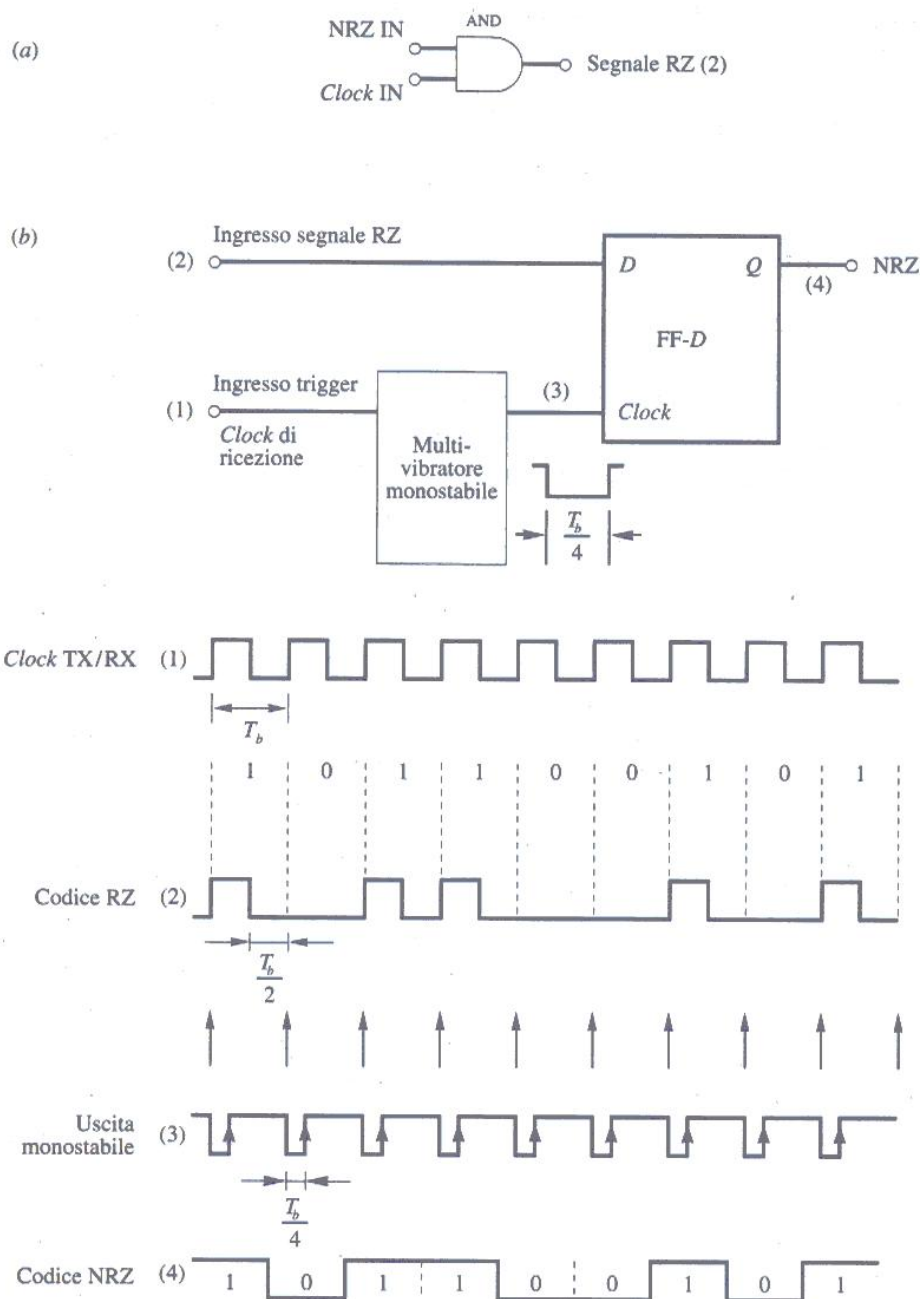 (a)
NRZ IN
AND
Segnale RZ (2)
Clock IN
(b)
Ingresso segnale RZ
(2)
D
Q
NRZ
(4)
FF-D
Ingresso trigger
(3)
(1)
Clock
Clock di
ricezione
Multi-
vibratore
monostabile
T_b
4
Clock TX/RX (1)
T_b
1 0 1 1 0 0 1 0 1
Codice RZ (2)
T_b
2
Uscita
monostabile (3)
T_b
4
Codice NRZ (4) 1 0 1 1 0 0 1 0 1